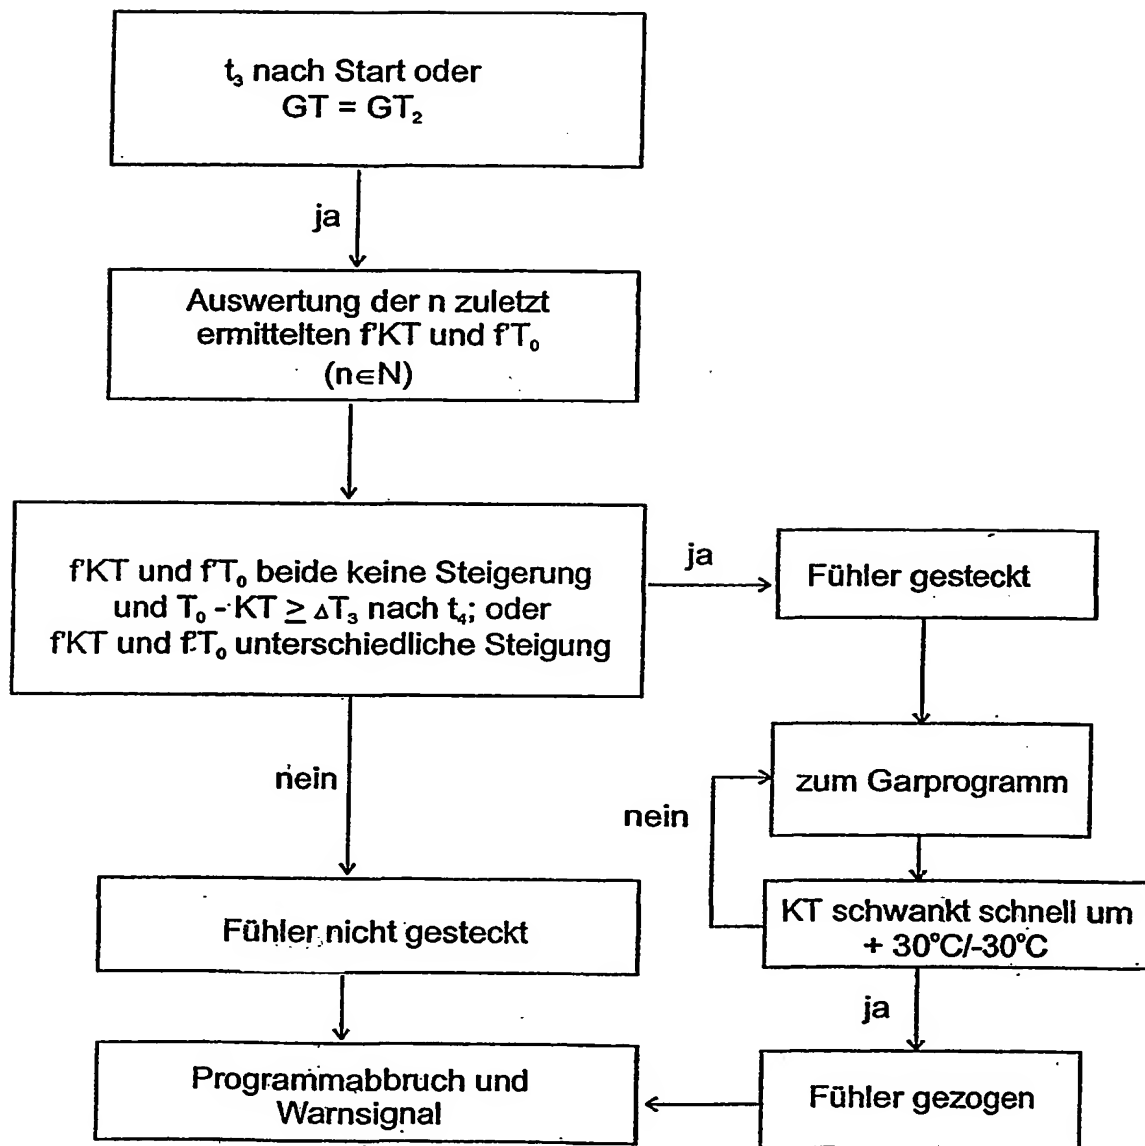 t₃ nach Start oder
GT = GT₂
ja
Auswertung der n zuletzt
ermittelten f'KT und f'T₀
(n∈N)
f'KT und f'T₀ beide keine Steigerung
und T₀ - KT ≥ ΔT₃ nach t₄; oder
f'KT und f'T₀ unterschiedliche Steigung
ja
Fühler gesteckt
nein
zum Garprogramm
nein
KT schwankt schnell um
+ 30°C/-30°C
Fühler nicht gesteckt
ja
Programmabbruch und
Warnsignal
Fühler gezogen